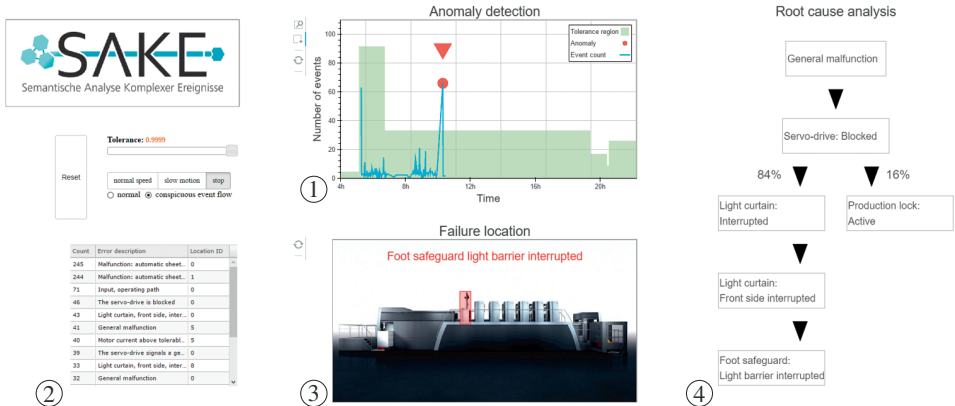 SAKE
Semantische Analyse Komplexer Ereignisse
Reset
Tolerance: 0.9999
normal speed
slow motion
stop
normal
conspicuous event flow
Count Error description Location ID
245 Malfunction: automatic sheet.. 0
244 Malfunction: automatic sheet.. 1
71 Input, operating path 0
46 The servo-drive is blocked 0
43 Light curtain, front side, inter... 0
41 General malfunction 5
40 Motor current above tolerabl.. 5
39 The servo-drive signals a ge.. 0
33 Light curtain, front side, inter... 8
32 General malfunction 0
2
Anomaly detection
Number of events
100
80
60
40
20
0
Tolerance region
Anomaly
Event count
4h 8h 12h 16h 20h
Time
1
Failure location
Foot safeguard light barrier interrupted
3
Root cause analysis
General malfunction
Servo-drive: Blocked
84% 16%
Light curtain:
Interrupted
Production lock:
Active
Light curtain:
Front side interrupted
Foot safeguard:
Light barrier interrupted
4